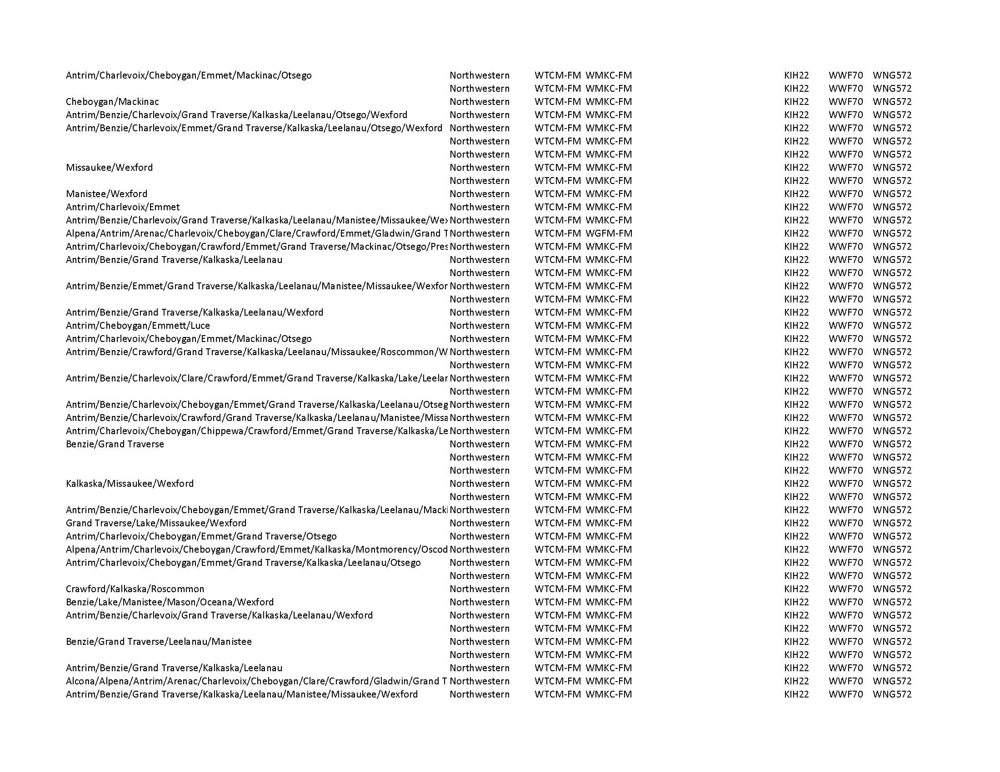 Antrim/Charlevoix/Cheboygan/Emmet/Mackinac/Otsego Northwestern WTCM-FM WMKC-FM KIH22 WWF70 WNG572
Northwestern WTCM-FM WMKC-FM KIH22 WWF70 WNG572
Cheboygan/Mackinac Northwestern WTCM-FM WMKC-FM KIH22 WWF70 WNG572
Antrim/Benzie/Charlevoix/Grand Traverse/Kalkaska/Leelanau/Otsego/Wexford Northwestern WTCM-FM WMKC-FM KIH22 WWF70 WNG572
Antrim/Benzie/Charlevoix/Emmet/Grand Traverse/Kalkaska/Leelanau/Otsego/Wexford Northwestern WTCM-FM WMKC-FM KIH22 WWF70 WNG572
Northwestern WTCM-FM WMKC-FM KIH22 WWF70 WNG572
Northwestern WTCM-FM WMKC-FM KIH22 WWF70 WNG572
Missaukee/Wexford Northwestern WTCM-FM WMKC-FM KIH22 WWF70 WNG572
Northwestern WTCM-FM WMKC-FM KIH22 WWF70 WNG572
Manistee/Wexford Northwestern WTCM-FM WMKC-FM KIH22 WWF70 WNG572
Antrim/Charlevoix/Emmet Northwestern WTCM-FM WMKC-FM KIH22 WWF70 WNG572
Antrim/Benzie/Charlevoix/Grand Traverse/Kalkaska/Leelanau/Manistee/Missaukee/Wex Northwestern WTCM-FM WMKC-FM KIH22 WWF70 WNG572
Alpena/Antrim/Arenac/Charlevoix/Cheboygan/Clare/Crawford/Emmet/Gladwin/Grand T Northwestern WTCM-FM WGFM-FM KIH22 WWF70 WNG572
Antrim/Charlevoix/Cheboygan/Crawford/Emmet/Grand Traverse/Mackinac/Otsego/Pres Northwestern WTCM-FM WMKC-FM KIH22 WWF70 WNG572
Antrim/Benzie/Grand Traverse/Kalkaska/Leelanau Northwestern WTCM-FM WMKC-FM KIH22 WWF70 WNG572
Northwestern WTCM-FM WMKC-FM KIH22 WWF70 WNG572
Antrim/Benzie/Emmet/Grand Traverse/Kalkaska/Leelanau/Manistee/Missaukee/Wexfor Northwestern WTCM-FM WMKC-FM KIH22 WWF70 WNG572
Northwestern WTCM-FM WMKC-FM KIH22 WWF70 WNG572
Antrim/Benzie/Grand Traverse/Kalkaska/Leelanau/Wexford Northwestern WTCM-FM WMKC-FM KIH22 WWF70 WNG572
Antrim/Cheboygan/Emmett/Luce Northwestern WTCM-FM WMKC-FM KIH22 WWF70 WNG572
Antrim/Charlevoix/Cheboygan/Emmet/Mackinac/Otsego Northwestern WTCM-FM WMKC-FM KIH22 WWF70 WNG572
Antrim/Benzie/Crawford/Grand Traverse/Kalkaska/Leelanau/Missaukee/Roscommon/W Northwestern WTCM-FM WMKC-FM KIH22 WWF70 WNG572
Northwestern WTCM-FM WMKC-FM KIH22 WWF70 WNG572
Antrim/Benzie/Charlevoix/Clare/Crawford/Emmet/Grand Traverse/Kalkaska/Lake/Leelan Northwestern WTCM-FM WMKC-FM KIH22 WWF70 WNG572
Northwestern WTCM-FM WMKC-FM KIH22 WWF70 WNG572
Antrim/Benzie/Charlevoix/Cheboygan/Emmet/Grand Traverse/Kalkaska/Leelanau/Otseg Northwestern WTCM-FM WMKC-FM KIH22 WWF70 WNG572
Antrim/Benzie/Charlevoix/Crawford/Grand Traverse/Kalkaska/Leelanau/Manistee/Missa Northwestern WTCM-FM WMKC-FM KIH22 WWF70 WNG572
Antrim/Charlevoix/Cheboygan/Chippewa/Crawford/Emmet/Grand Traverse/Kalkaska/Le Northwestern WTCM-FM WMKC-FM KIH22 WWF70 WNG572
Benzie/Grand Traverse Northwestern WTCM-FM WMKC-FM KIH22 WWF70 WNG572
Northwestern WTCM-FM WMKC-FM KIH22 WWF70 WNG572
Northwestern WTCM-FM WMKC-FM KIH22 WWF70 WNG572
Kalkaska/Missaukee/Wexford Northwestern WTCM-FM WMKC-FM KIH22 WWF70 WNG572
Northwestern WTCM-FM WMKC-FM KIH22 WWF70 WNG572
Antrim/Benzie/Charlevoix/Cheboygan/Emmet/Grand Traverse/Kalkaska/Leelanau/Macki Northwestern WTCM-FM WMKC-FM KIH22 WWF70 WNG572
Grand Traverse/Lake/Missaukee/Wexford Northwestern WTCM-FM WMKC-FM KIH22 WWF70 WNG572
Antrim/Charlevoix/Cheboygan/Emmet/Grand Traverse/Otsego Northwestern WTCM-FM WMKC-FM KIH22 WWF70 WNG572
Alpena/Antrim/Charlevoix/Cheboygan/Crawford/Emmet/Kalkaska/Montmorency/Oscod Northwestern WTCM-FM WMKC-FM KIH22 WWF70 WNG572
Antrim/Charlevoix/Cheboygan/Emmet/Grand Traverse/Kalkaska/Leelanau/Otsego Northwestern WTCM-FM WMKC-FM KIH22 WWF70 WNG572
Northwestern WTCM-FM WMKC-FM KIH22 WWF70 WNG572
Crawford/Kalkaska/Roscommon Northwestern WTCM-FM WMKC-FM KIH22 WWF70 WNG572
Benzie/Lake/Manistee/Mason/Oceana/Wexford Northwestern WTCM-FM WMKC-FM KIH22 WWF70 WNG572
Antrim/Benzie/Charlevoix/Grand Traverse/Kalkaska/Leelanau/Wexford Northwestern WTCM-FM WMKC-FM KIH22 WWF70 WNG572
Northwestern WTCM-FM WMKC-FM KIH22 WWF70 WNG572
Benzie/Grand Traverse/Leelanau/Manistee Northwestern WTCM-FM WMKC-FM KIH22 WWF70 WNG572
Northwestern WTCM-FM WMKC-FM KIH22 WWF70 WNG572
Antrim/Benzie/Grand Traverse/Kalkaska/Leelanau Northwestern WTCM-FM WMKC-FM KIH22 WWF70 WNG572
Alcona/Alpena/Antrim/Arenac/Charlevoix/Cheboygan/Clare/Crawford/Gladwin/Grand T Northwestern WTCM-FM WMKC-FM KIH22 WWF70 WNG572
Antrim/Benzie/Grand Traverse/Kalkaska/Leelanau/Manistee/Missaukee/Wexford Northwestern WTCM-FM WMKC-FM KIH22 WWF70 WNG572